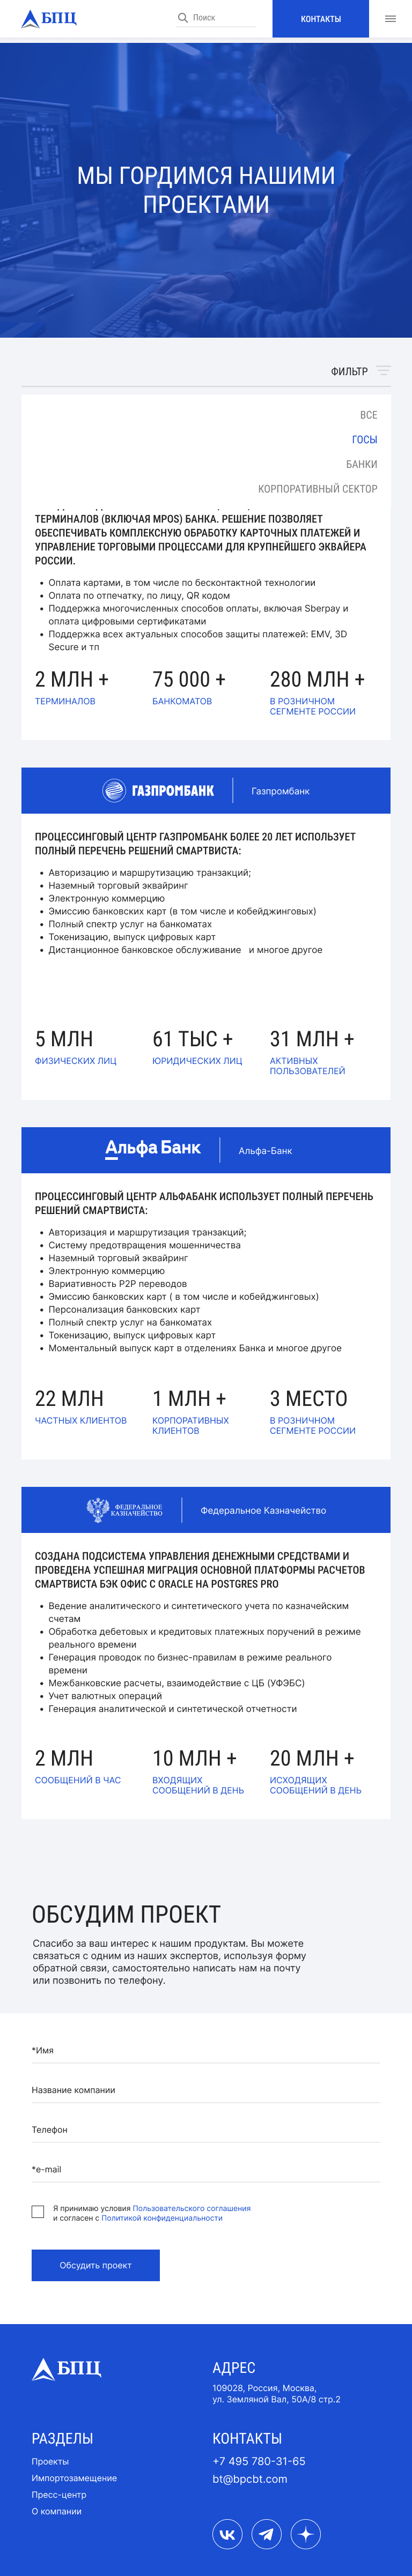 БПЦ
Поиск
КОНТАКТЫ
МЫ ГОРДИМСЯ НАШИМИ
ПРОЕКТАМИ
ФИЛЬТР
ВСЕ
ГОСЫ
БАНКИ
КОРПОРАТИВНЫЙ СЕКТОР
ТЕРМИНАЛОВ (ВКЛЮЧАЯ MPOS) БАНКА. РЕШЕНИЕ ПОЗВОЛЯЕТ
ОБЕСПЕЧИВАТЬ КОМПЛЕКСНУЮ ОБРАБОТКУ КАРТОЧНЫХ ПЛАТЕЖЕЙ И
УПРАВЛЕНИЕ ТОРГОВЫМИ ПРОЦЕССАМИ ДЛЯ КРУПНЕЙШЕГО ЭКВАЙЕРА
РОССИИ.
• Оплата картами, в том числе по бесконтактной технологии
• Оплата по отпечатку, по лицу, QR кодом
• Поддержка многочисленных способов оплаты, включая Sberpay и
оплата цифровыми сертификатами
• Поддержка всех актуальных способов защиты платежей: EMV, 3D
Secure и тп
2 МЛН + 75 000 + 280 МЛН +
ТЕРМИНАЛОВ БАНКОМАТОВ В РОЗНИЧНОМ
СЕГМЕНТЕ РОССИИ
ГАЗПРОМБАНК Газпромбанк
ПРОЦЕССИНГОВЫЙ ЦЕНТР ГАЗПРОМБАНК БОЛЕЕ 20 ЛЕТ ИСПОЛЬЗУЕТ
ПОЛНЫЙ ПЕРЕЧЕНЬ РЕШЕНИЙ СМАРТВИСТА:
• Авторизацию и маршрутизацию транзакций;
• Наземный торговый эквайринг
• Электронную коммерцию
• Эмиссию банковских карт (в том числе и кобейджинговых)
• Полный спектр услуг на банкоматах
• Токенизацию, выпуск цифровых карт
• Дистанционное банковское обслуживание и многое другое
5 МЛН 61 ТЫС + 31 МЛН +
ФИЗИЧЕСКИХ ЛИЦ ЮРИДИЧЕСКИХ ЛИЦ АКТИВНЫХ
ПОЛЬЗОВАТЕЛЕЙ
Альфа Банк Альфа-Банк
ПРОЦЕССИНГОВЫЙ ЦЕНТР АЛЬФАБАНК ИСПОЛЬЗУЕТ ПОЛНЫЙ ПЕРЕЧЕНЬ
РЕШЕНИЙ СМАРТВИСТА:
• Авторизация и маршрутизация транзакций;
• Систему предотвращения мошенничества
• Наземный торговый эквайринг
• Электронную коммерцию
• Вариативность P2P переводов
• Эмиссию банковских карт ( в том числе и кобейджинговых)
• Персонализация банковских карт
• Полный спектр услуг на банкоматах
• Токенизацию, выпуск цифровых карт
• Моментальный выпуск карт в отделениях Банка и многое другое
22 МЛН 1 МЛН + 3 МЕСТО
ЧАСТНЫХ КЛИЕНТОВ КОРПОРАТИВНЫХ В РОЗНИЧНОМ
КЛИЕНТОВ СЕГМЕНТЕ РОССИИ
ФЕДЕРАЛЬНОЕ
КАЗНАЧЕЙСТВО Федеральное Казначейство
СОЗДАНА ПОДСИСТЕМА УПРАВЛЕНИЯ ДЕНЕЖНЫМИ СРЕДСТВАМИ И
ПРОВЕДЕНА УСПЕШНАЯ МИГРАЦИЯ ОСНОВНОЙ ПЛАТФОРМЫ РАСЧЕТОВ
СМАРТВИСТА БЭК ОФИС С ORACLE НА POSTGRES PRO
• Ведение аналитического и синтетического учета по казначейским
счетам
• Обработка дебетовых и кредитовых платежных поручений в режиме
реального времени
• Генерация проводок по бизнес-правилам в режиме реального
времени
• Межбанковские расчеты, взаимодействие с ЦБ (УФЭБС)
• Учет валютных операций
• Генерация аналитической и синтетической отчетности
2 МЛН 10 МЛН + 20 МЛН +
СООБЩЕНИЙ В ЧАС ВХОДЯЩИХ ИСХОДЯЩИХ
СООБЩЕНИЙ В ДЕНЬ СООБЩЕНИЙ В ДЕНЬ
ОБСУДИМ ПРОЕКТ
Спасибо за ваш интерес к нашим продуктам. Вы можете
связаться с одним из наших экспертов, используя форму
обратной связи, самостоятельно написать нам на почту
или позвонить по телефону.
*Имя
Название компании
Телефон
*e-mail
Я принимаю условия Пользовательского соглашения
и согласен с Политикой конфиденциальности
Обсудить проект
БПЦ
АДРЕС
109028, Россия, Москва,
ул. Земляной Вал, 50А/8 стр.2
РАЗДЕЛЫ
Проекты
Импортозамещение
Пресс-центр
О компании
КОНТАКТЫ
+7 495 780-31-65
bt@bpcbt.com